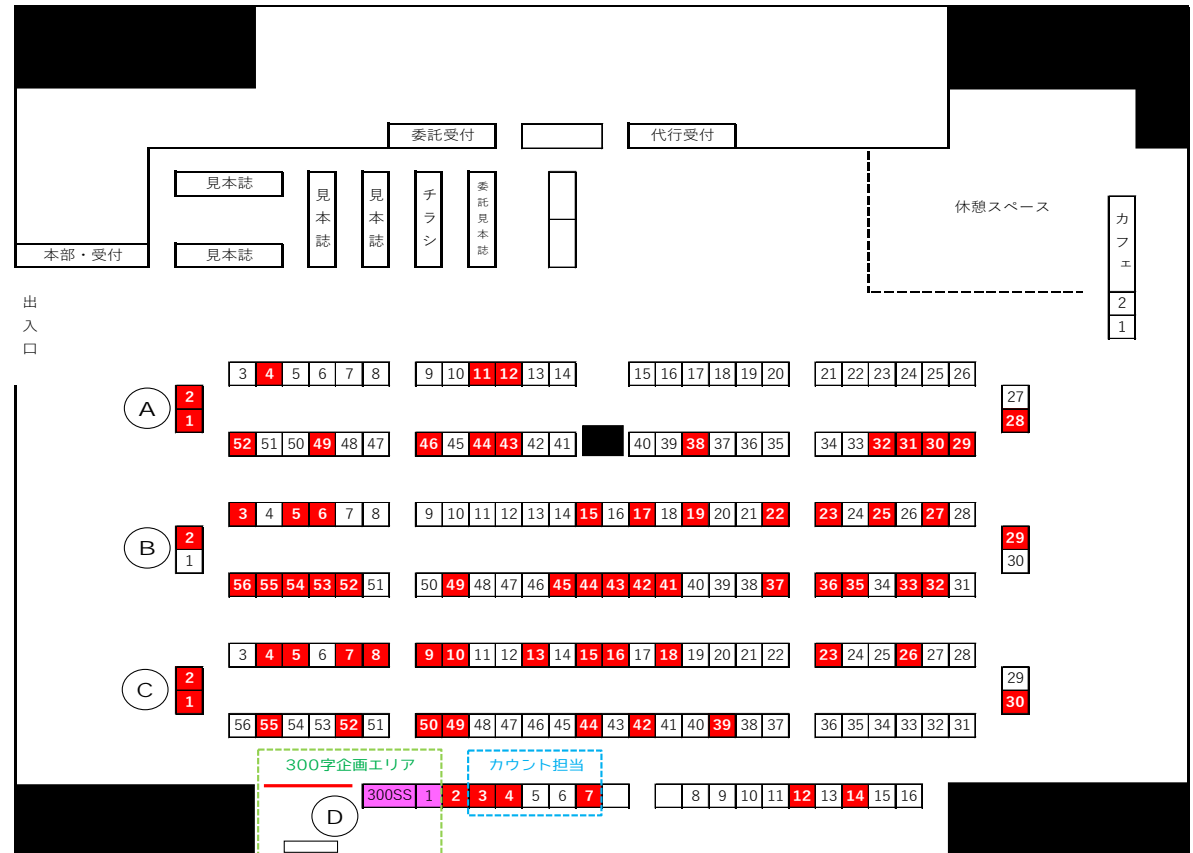 委託受付 代行受付
見本誌 見本誌 見本誌 チラシ 委託見本誌
休憩スペース
カフェ
本部・受付 見本誌
2
1
出入口
3 4 5 6 7 8 9 10 11 12 13 14 15 16 17 18 19 20 21 22 23 24 25 26
A 2 27
1 28
52 51 50 49 48 47 46 45 44 43 42 41 40 39 38 37 36 35 34 33 32 31 30 29
3 4 5 6 7 8 9 10 11 12 13 14 15 16 17 18 19 20 21 22 23 24 25 26 27 28
B 2 29
1 30
56 55 54 53 52 51 50 49 48 47 46 45 44 43 42 41 40 39 38 37 36 35 34 33 32 31
3 4 5 6 7 8 9 10 11 12 13 14 15 16 17 18 19 20 21 22 23 24 25 26 27 28
C 2 29
1 30
56 55 54 53 52 51 50 49 48 47 46 45 44 43 42 41 40 39 38 37 36 35 34 33 32 31
300字企画エリア カウント担当
300SS 1 2 3 4 5 6 7 8 9 10 11 12 13 14 15 16
D